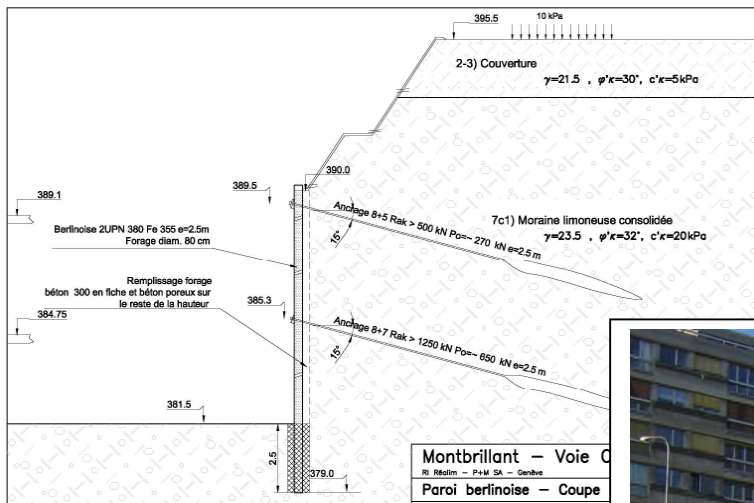 395.5
10 kPa
2-3) Couverture
γ=21.5 , φ'κ=30°, c'κ=5kPa
390.0
389.5
389.1
Anchage 8+5 Rak > 500 kN Po=~ 270 kN e=2.5 m
15°
7c1) Moraine limoneuse consolidée
γ=23.5 , φ'κ=32°, c'κ=20kPa
Berlinoise 2UPN 380 Fe 355 e=2.5m
Forage diam. 80 cm
Remplissage forage
béton 300 en fiche et béton poreux sur
le reste de la hauteur
385.3
384.75
Anchage 8+7 Rak > 1250 kN Po=~ 650 kN e=2.5 m
15°
381.5
2.5
379.0
Montbrillant - Voie
RI Réalim - P+M SA - Genève
Paroi berlinoise - Coupe